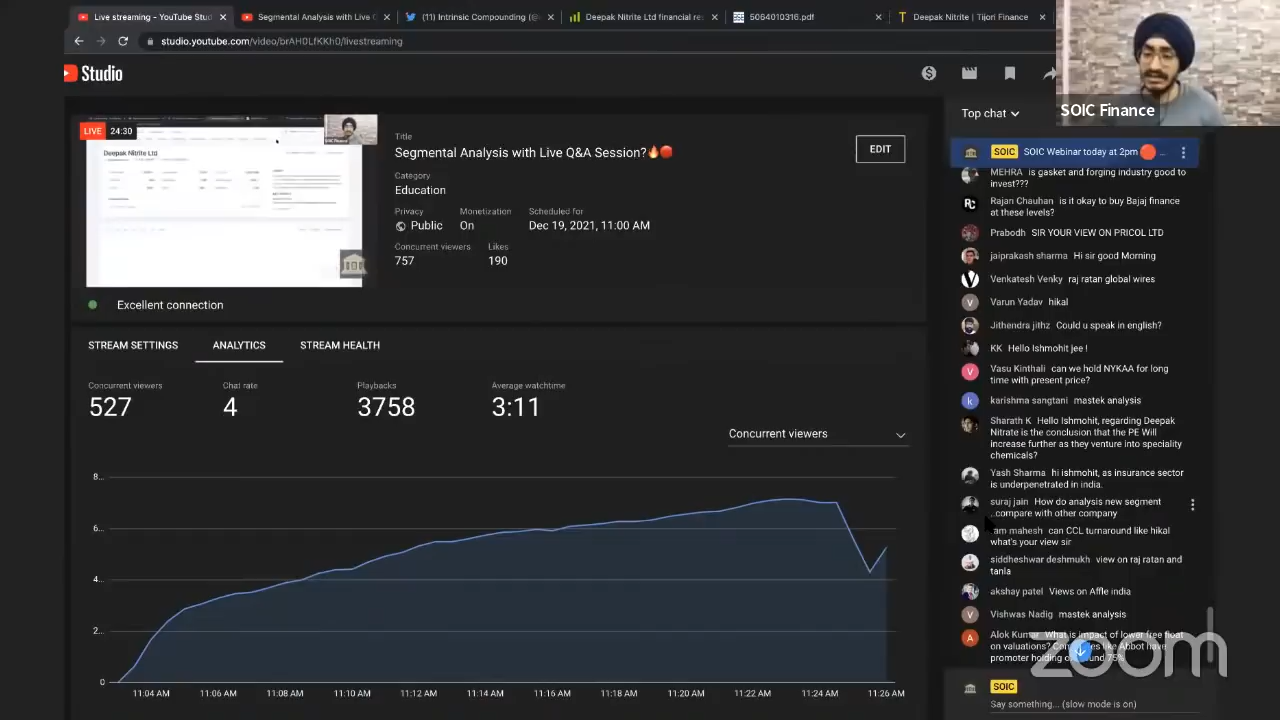 Live streaming - YouTube Stu
Segmental Analysis with Live
(11) Intrinsic Compounding (@
Deepak Nitrite Ltd financial re
5064010316.pdf
Deepak Nitrite | Tijori Finance
studio.youtube.com/video/brAH0LfKKh0/livestreaming
Studio
SOIC Finance
LIVE 24:30
Deepak Nitrite Ltd
Title
Segmental Analysis with Live Q&A Session?🔥🔴
EDIT
Category
Education
Privacy
Monetization
Scheduled for
Public
On
Dec 19, 2021, 11:00 AM
Concurrent viewers
Likes
757
190
Excellent connection
STREAM SETTINGS
ANALYTICS
STREAM HEALTH
Concurrent viewers
Chat rate
Playbacks
Average watchtime
527
4
3758
3:11
Concurrent viewers
8...
6...
4...
2...
0
11:04 AM
11:06 AM
11:08 AM
11:10 AM
11:12 AM
11:14 AM
11:16 AM
11:18 AM
11:20 AM
11:22 AM
11:24 AM
11:26 AM
Top chat
SOIC SOIC Webinar today at 2pm 🔴 ...
MEHRA is gasket and forging industry good to
invest???
Rajan Chauhan is it okay to buy Bajaj finance
at these levels?
Prabodh SIR YOUR VIEW ON PRICOL LTD
jaiprakash sharma Hi sir good Morning
Venkatesh Venky raj ratan global wires
Varun Yadav hikal
Jithendra jithz Could u speak in english?
KK Hello Ishmohit jee !
Vasu Kinthali can we hold NYKAA for long
time with present price?
karishma sangtani mastek analysis
Sharath K Hello Ishmohit, regarding Deepak
Nitrate is the conclusion that the PE Will
increase further as they venture into speciality
chemicals?
Yash Sharma hi ishmohit, as insurance sector
is underpenetrated in india.
suraj jain How do analysis new segment
..compare with other company
mahesh can CCL turnaround like hikal
what's your view sir
siddheshwar deshmukh view on raj ratan and
tanla
akshay patel Views on Affle india
Vishwas Nadig mastek analysis
Alok Kumar What is impact of lower free float
on valuations? like Abbot have
promoter holding 75%
zoom
SOIC
Say something... (slow mode is on)